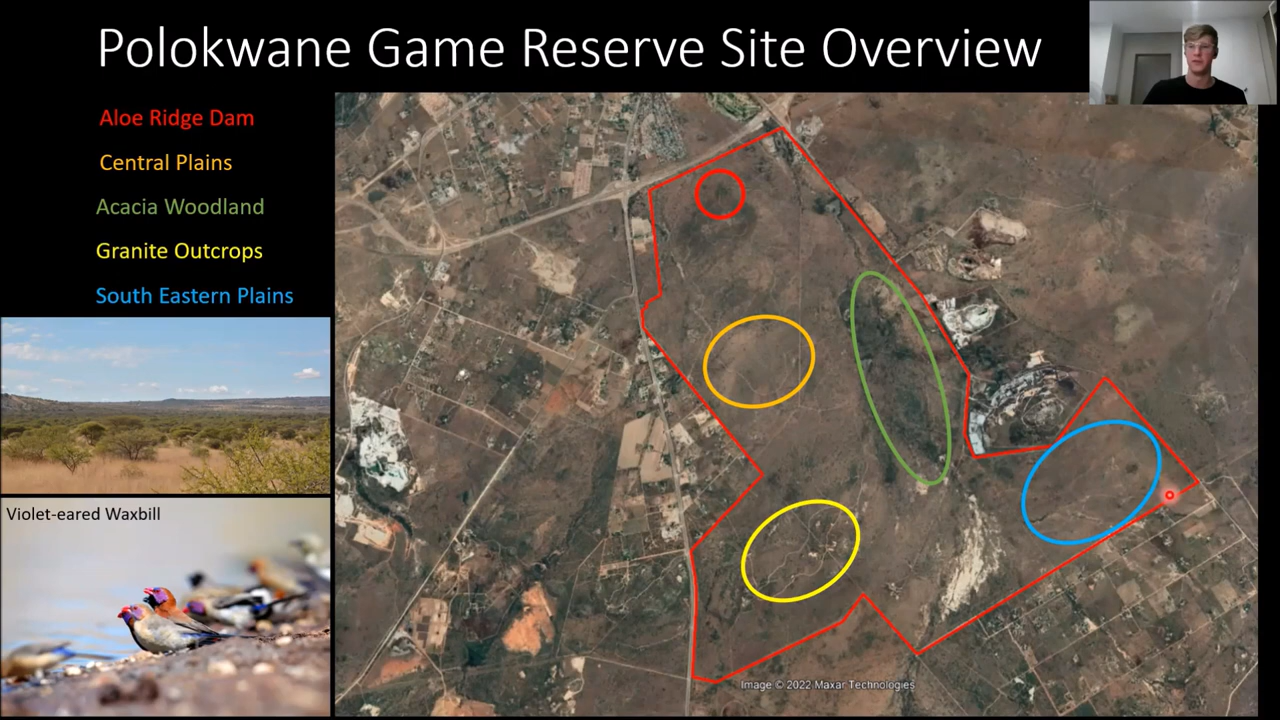 Polokwane Game Reserve Site Overview
Aloe Ridge Dam
Central Plains
Acacia Woodland
Granite Outcrops
South Eastern Plains
Violet-eared Waxbill
Image © 2022 Maxar Technologies